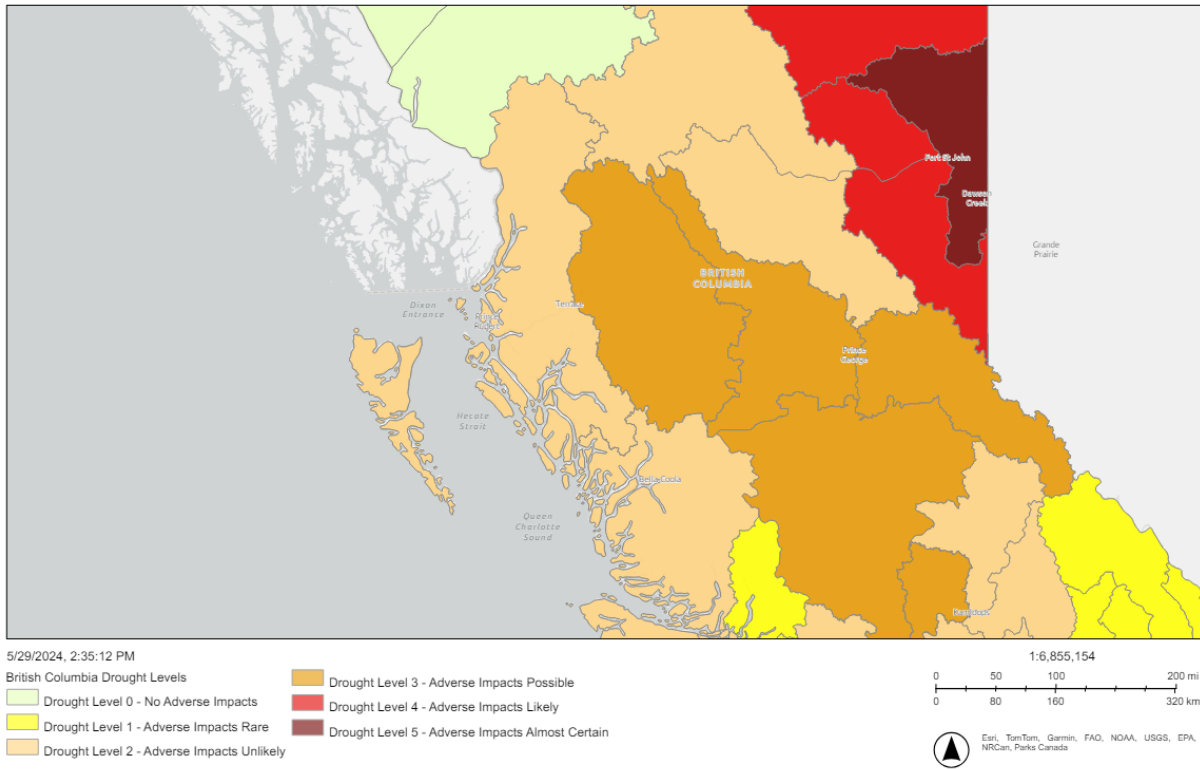 Fort St John
Dawson
Creek
Grande
Prairie
BRITISH
COLUMBIA
Dixon
Entrance
Terrace
Prince
Rupert
Prince
George
Hecate
Strait
Bella Coola
Queen
Charlotte
Sound
Kamloops
5/29/2024, 2:35:12 PM
British Columbia Drought Levels
Drought Level 0 - No Adverse Impacts
Drought Level 1 - Adverse Impacts Rare
Drought Level 2 - Adverse Impacts Unlikely
Drought Level 3 - Adverse Impacts Possible
Drought Level 4 - Adverse Impacts Likely
Drought Level 5 - Adverse Impacts Almost Certain
1:6,855,154
0 50 100 200 mi
0 80 160 320 km
Esri, TomTom, Garmin, FAO, NOAA, USGS, EPA,
NRCan, Parks Canada